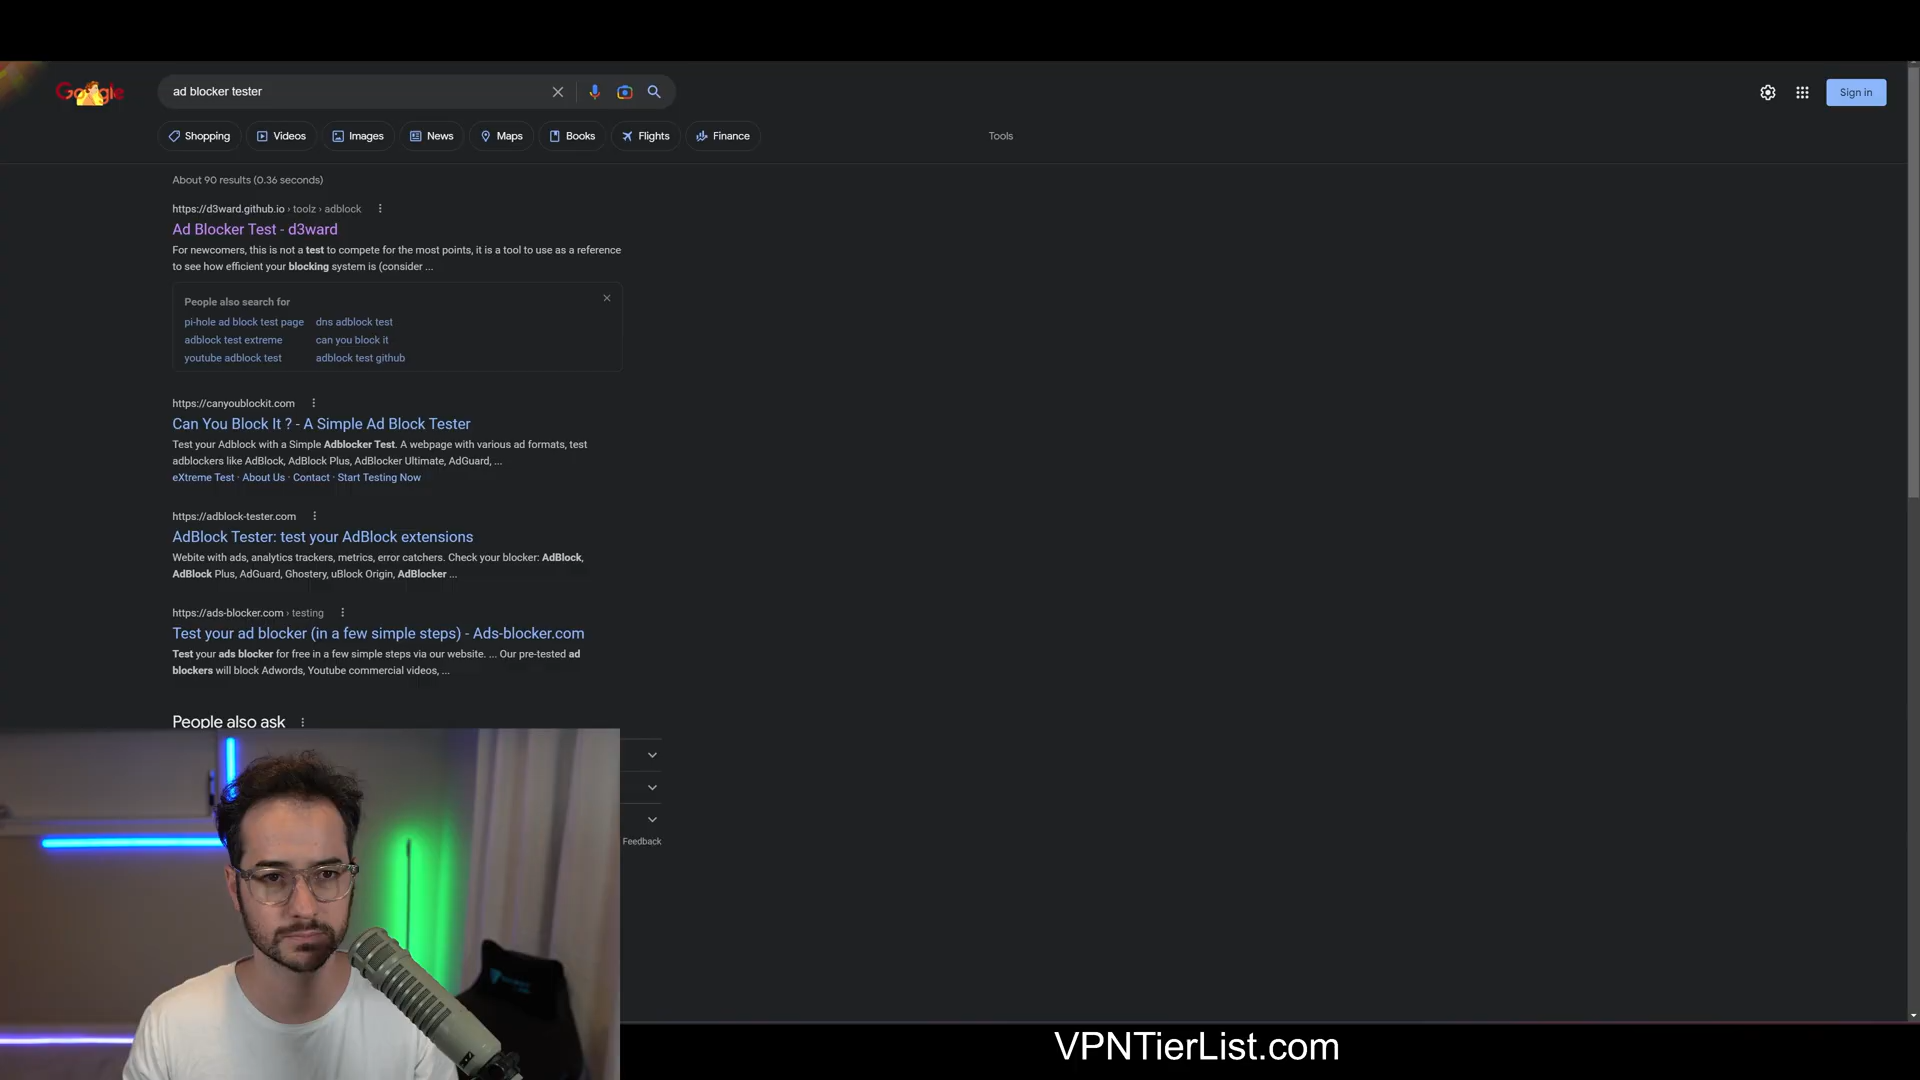 Google
ad blocker tester
Sign in
Shopping
Videos
Images
News
Maps
Books
Flights
Finance
Tools
About 90 results (0.36 seconds)
https://d3ward.github.io › toolz › adblock
Ad Blocker Test - d3ward
For newcomers, this is not a test to compete for the most points, it is a tool to use as a reference
to see how efficient your blocking system is (consider ...
People also search for
pi-hole ad block test page
dns adblock test
adblock test extreme
can you block it
youtube adblock test
adblock test github
https://canyoublockit.com
Can You Block It ? - A Simple Ad Block Tester
Test your Adblock with a Simple Adblocker Test. A webpage with various ad formats, test
adblockers like AdBlock, AdBlock Plus, AdBlocker Ultimate, AdGuard, ...
eXtreme Test · About Us · Contact · Start Testing Now
https://adblock-tester.com
AdBlock Tester: test your AdBlock extensions
Webite with ads, analytics trackers, metrics, error catchers. Check your blocker: AdBlock,
AdBlock Plus, AdGuard, Ghostery, uBlock Origin, AdBlocker ...
https://ads-blocker.com › testing
Test your ad blocker (in a few simple steps) - Ads-blocker.com
Test your ads blocker for free in a few simple steps via our website. ... Our pre-tested ad
blockers will block Adwords, Youtube commercial videos, ...
People also ask
Feedback
VPNTierList.com